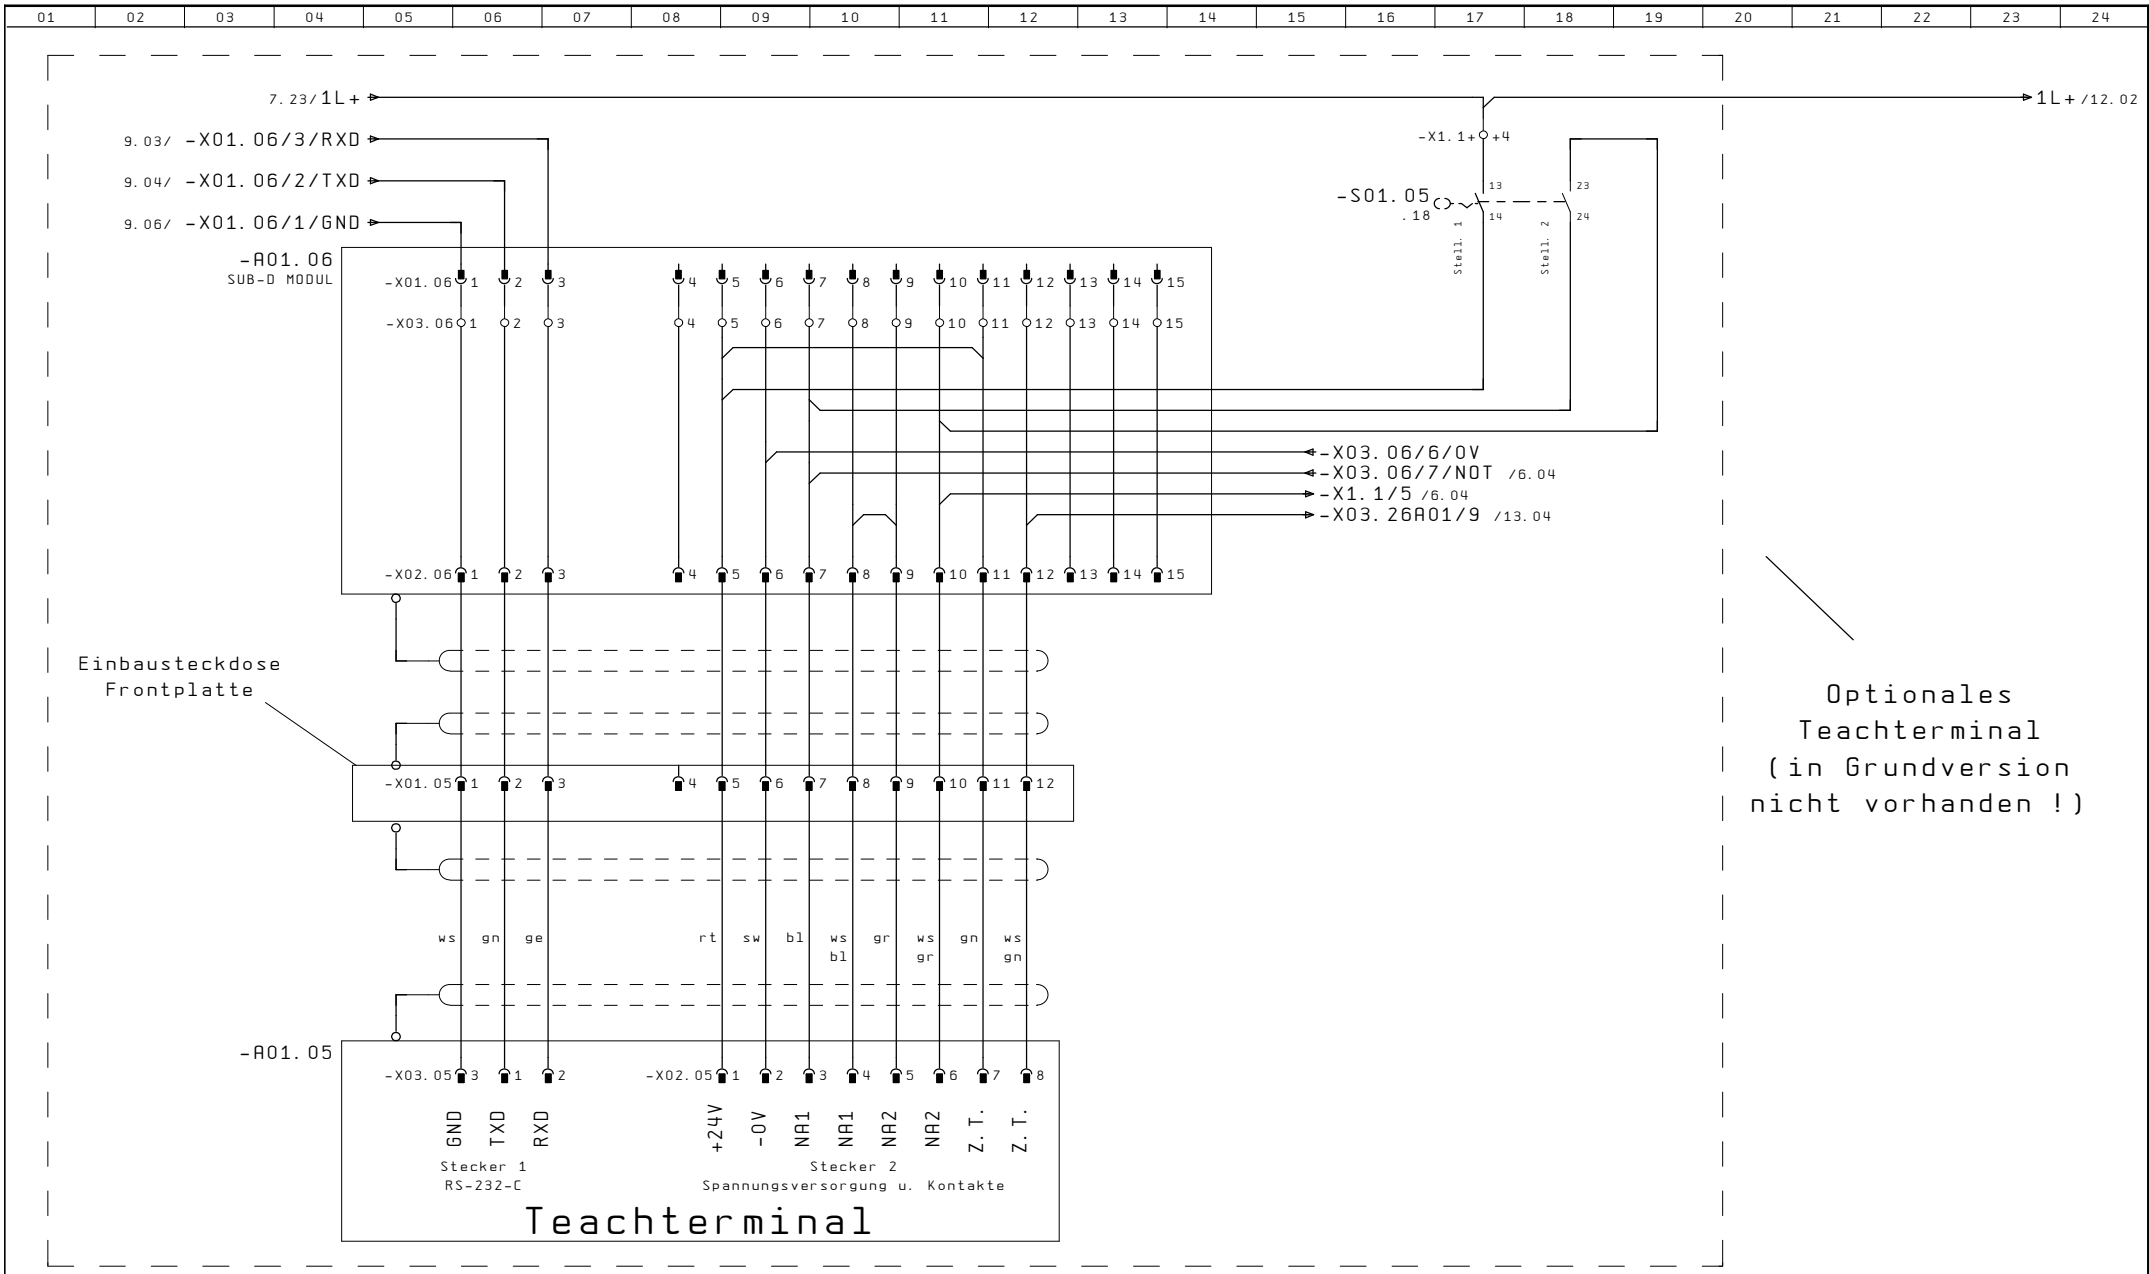 01 02 03 04 05 06 07 08 09 10 11 12 13 14 15 16 17 18 19 20 21 22 23 24
7.23/1L+
1L+/12.02
9.03/ -X01.06/3/RXD
-X1.1+ +4
9.04/ -X01.06/2/TXD
13 23
-S01.05
.18
14 24
9.06/ -X01.06/1/GND
Stell. 1
Stell. 2
-A01.06
SUB-D MODUL
-X01.06 1 2 3 4 5 6 7 8 9 10 11 12 13 14 15
-X03.06 1 2 3 4 5 6 7 8 9 10 11 12 13 14 15
-X03.06/6/0V
-X03.06/7/NOT /6.04
-X1.1/5 /6.04
-X03.26A01/9 /13.04
-X02.06 1 2 3 4 5 6 7 8 9 10 11 12 13 14 15
Einbausteckdose
Frontplatte
Optionales
Teachterminal
(in Grundversion
nicht vorhanden !)
-X01.05 1 2 3 4 5 6 7 8 9 10 11 12
ws gn ge rt sw bl ws gr ws gn ws
bl gr gn
-A01.05
-X03.05 3 1 2 -X02.05 1 2 3 4 5 6 7 8
GND TXD RXD +24V -0V NA1 NA1 NA2 NA2 Z.T. Z.T.
Stecker 1 Stecker 2
RS-232-C Spannungsversorgung u. Kontakte
Teachterminal